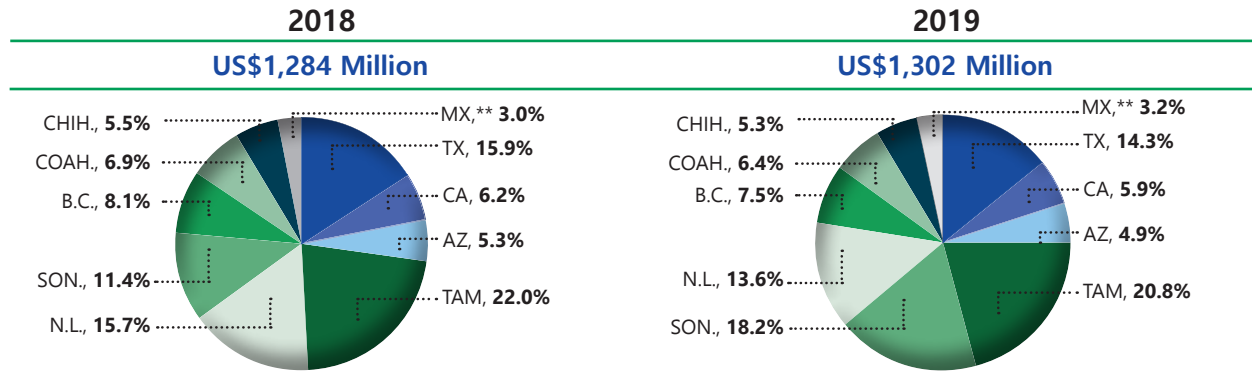 2018
US$1,284 Million
MX,** 3.0%
TX, 15.9%
CA, 6.2%
AZ, 5.3%
TAM, 22.0%
N.L., 15.7%
SON., 11.4%
B.C., 8.1%
COAH., 6.9%
CHIH., 5.5%
2019
US$1,302 Million
MX,** 3.2%
TX, 14.3%
CA, 5.9%
AZ, 4.9%
TAM, 20.8%
SON., 18.2%
N.L., 13.6%
B.C., 7.5%
COAH., 6.4%
CHIH., 5.3%